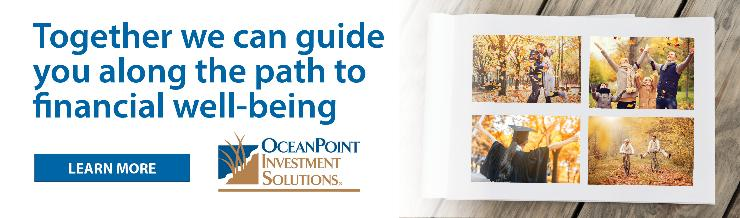 Together we can guide
you along the path to
financial well-being
LEARN MORE
OCEANPOINT
INVESTMENT
SOLUTIONS